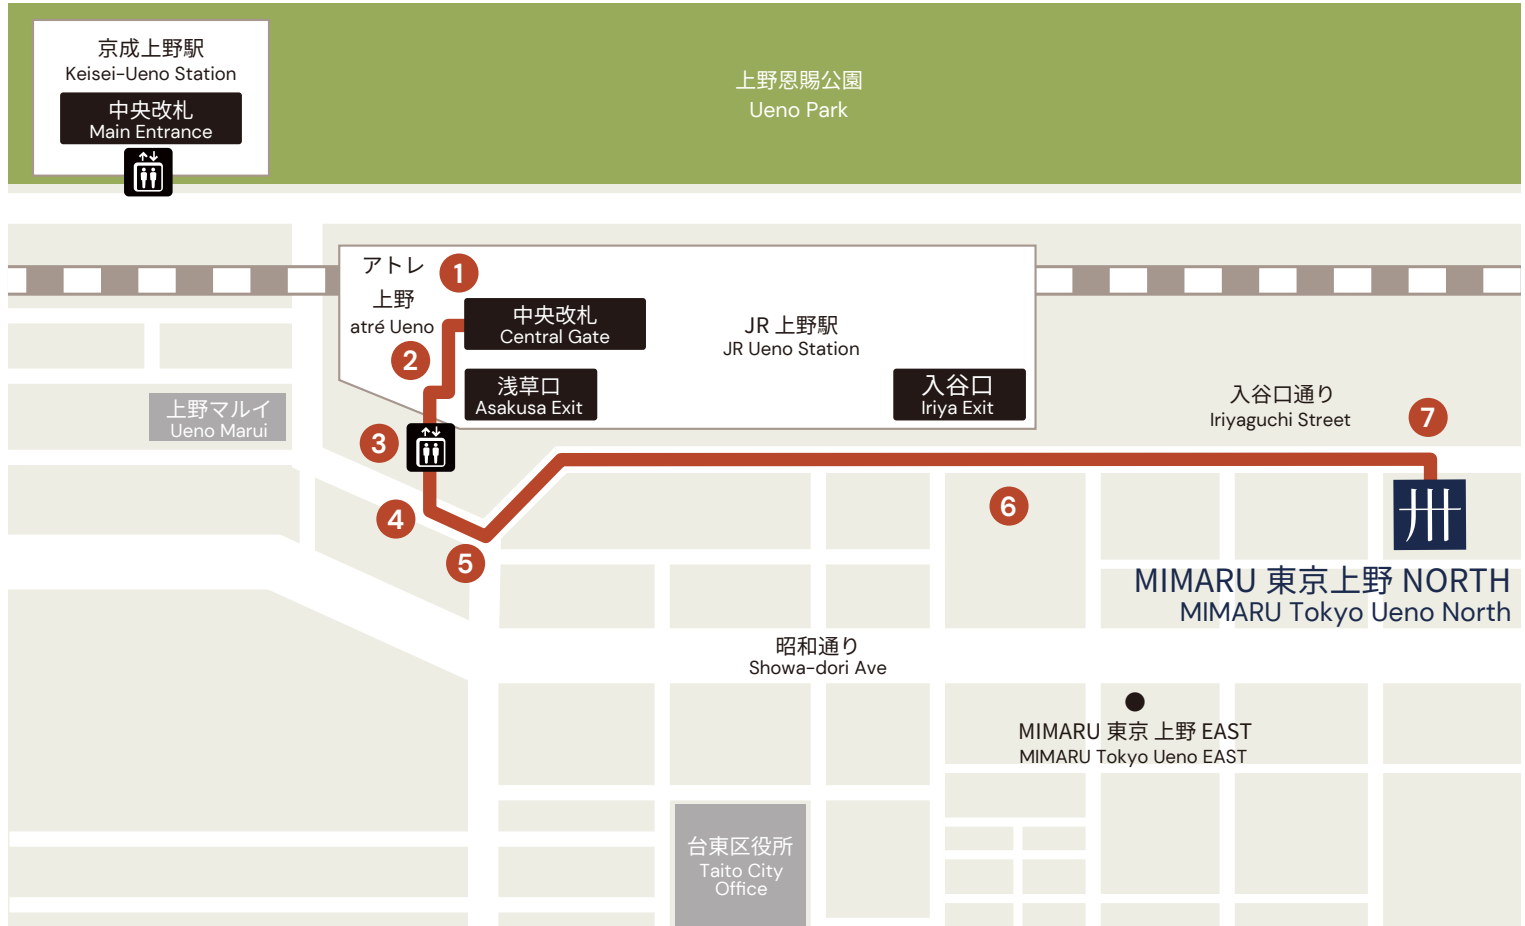 京成上野駅
Keisei-Ueno Station
中央改札
Main Entrance
上野恩賜公園
Ueno Park
アトレ
上野
atré Ueno
1
中央改札
Central Gate
2
JR 上野駅
JR Ueno Station
浅草口
Asakusa Exit
入谷口
Iriya Exit
入谷口通り
Iriyaguchi Street
7
上野マルイ
Ueno Marui
3
4
5
6
MIMARU 東京上野 NORTH
MIMARU Tokyo Ueno North
昭和通り
Showa-dori Ave
MIMARU 東京 上野 EAST
MIMARU Tokyo Ueno EAST
台東区役所
Taito City
Office